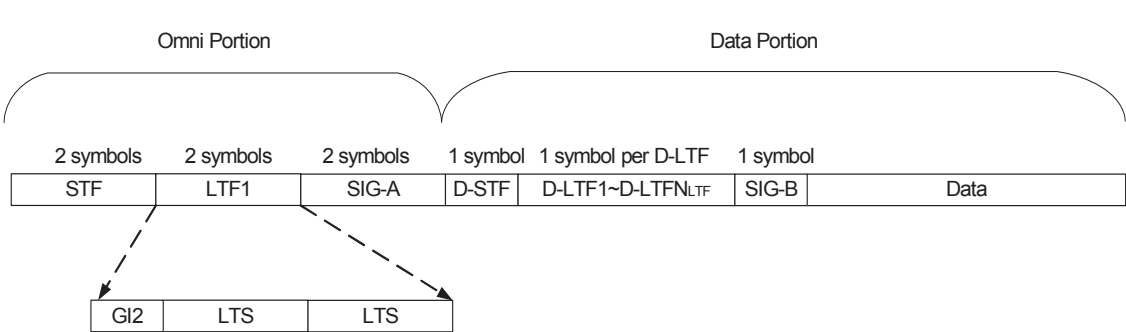 Omni Portion Data Portion
2 symbols 2 symbols 2 symbols 1 symbol 1 symbol per D-LTF 1 symbol
STF LTF1 SIG-A D-STF D-LTF1~D-LTFNLTF SIG-B Data
GI2 LTS LTS